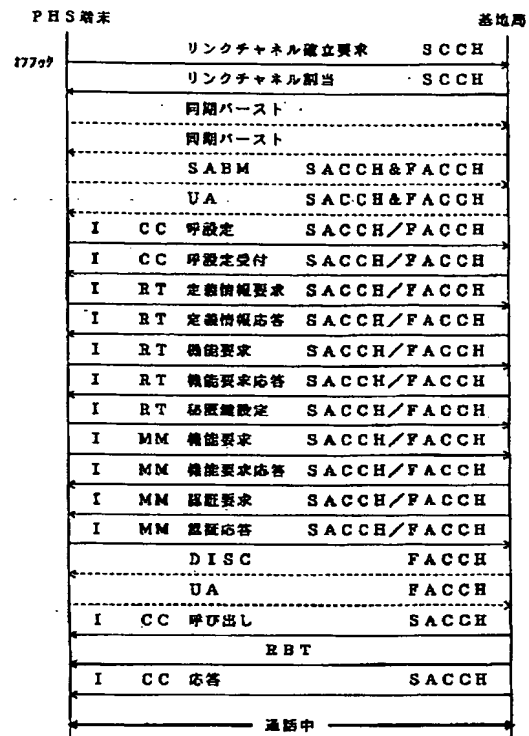 PHS端末 基地局
オフフック
リンクチャネル確立要求 SCCH
リンクチャネル割当 SCCH
同期バースト
同期バースト
SABM SACCH&FACCH
UA SACCH&FACCH
I CC 呼設定 SACCH/FACCH
I CC 呼設定受付 SACCH/FACCH
I RT 定義情報要求 SACCH/FACCH
I RT 定義情報応答 SACCH/FACCH
I RT 機能要求 SACCH/FACCH
I RT 機能要求応答 SACCH/FACCH
I RT 秘匿鍵設定 SACCH/FACCH
I MM 機能要求 SACCH/FACCH
I MM 機能要求応答 SACCH/FACCH
I MM 認証要求 SACCH/FACCH
I MM 認証応答 SACCH/FACCH
DISC FACCH
UA FACCH
I CC 呼び出し SACCH
RBT
I CC 応答 SACCH
通話中